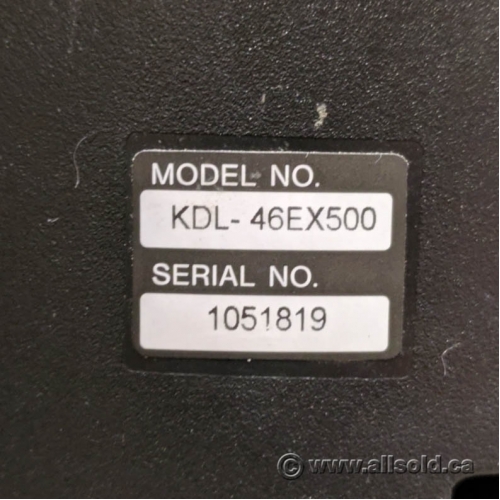 MODEL NO.
KDL- 46EX500
SERIAL NO.
1051819
www.allsold.ca